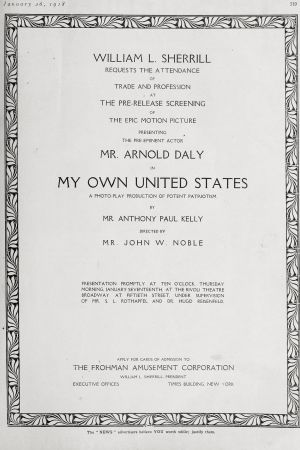 January 26, 1918
519
WILLIAM L. SHERRILL
REQUESTS THE ATTENDANCE
OF
TRADE AND PROFESSION
AT
THE PRE-RELEASE SCREENING
OF
THE EPIC MOTION PICTURE
PRESENTING
THE PRE-EMINENT ACTOR
MR. ARNOLD DALY
IN
MY OWN UNITED STATES
A PHOTO-PLAY PRODUCTION OF POTENT PATRIOTISM
BY
MR. ANTHONY PAUL KELLY
DIRECTED BY
MR. JOHN W. NOBLE
PRESENTATION PROMPTLY AT TEN O'CLOCK, THURSDAY
MORNING, JANUARY SEVENTEENTH, AT THE RIVOLI THEATRE
BROADWAY AT FIFTIETH STREET, UNDER SUPERVISION
OF MR. S. L. ROTHAPFEL AND DR. HUGO RIESENFELD.
APPLY FOR CARDS OF ADMISSION TO
THE FROHMAN AMUSEMENT CORPORATION
WILLIAM L. SHERRILL, PRESIDENT
EXECUTIVE OFFICES TIMES BUILDING, NEW YORK
The "NEWS" advertisers believe YOU worth while; justify them.